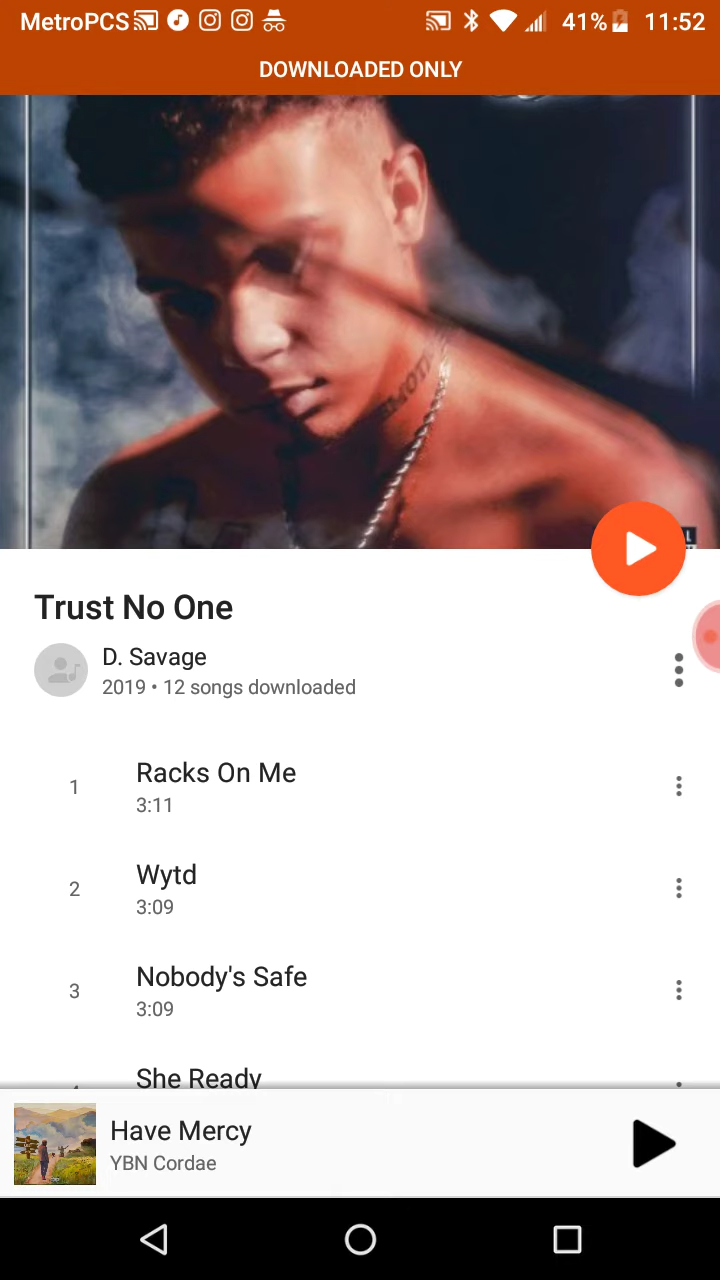 MetroPCS 41% 11:52
DOWNLOADED ONLY
Trust No One
D. Savage
2019 • 12 songs downloaded
1 Racks On Me
3:11
2 Wytd
3:09
3 Nobody's Safe
3:09
She Ready
Have Mercy
YBN Cordae